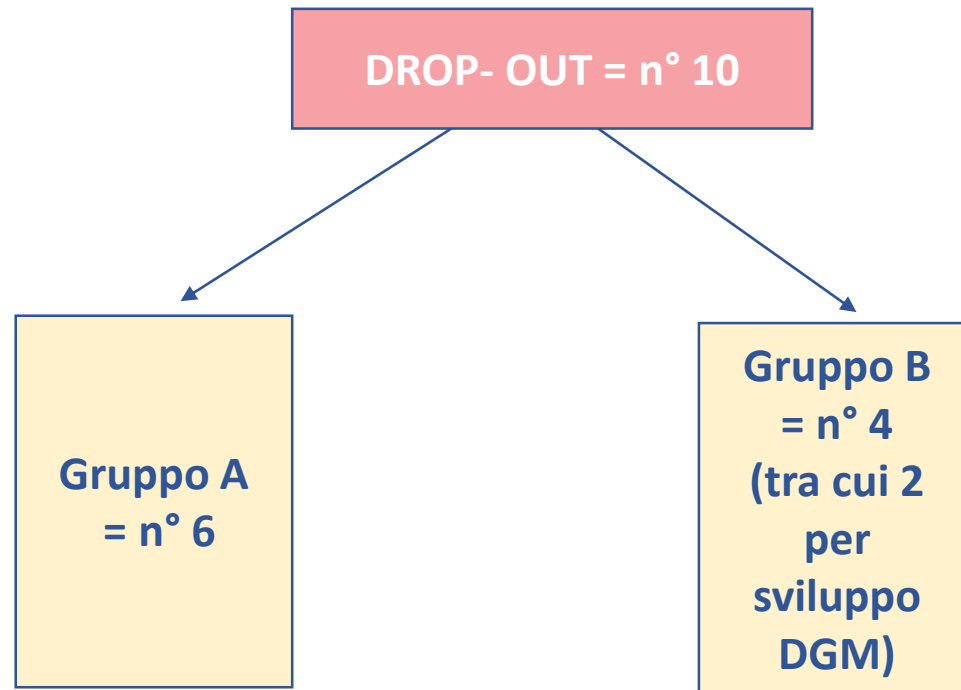 DROP- OUT = n° 10
Gruppo A
= n° 6
Gruppo B
= n° 4
(tra cui 2
per
sviluppo
DGM)